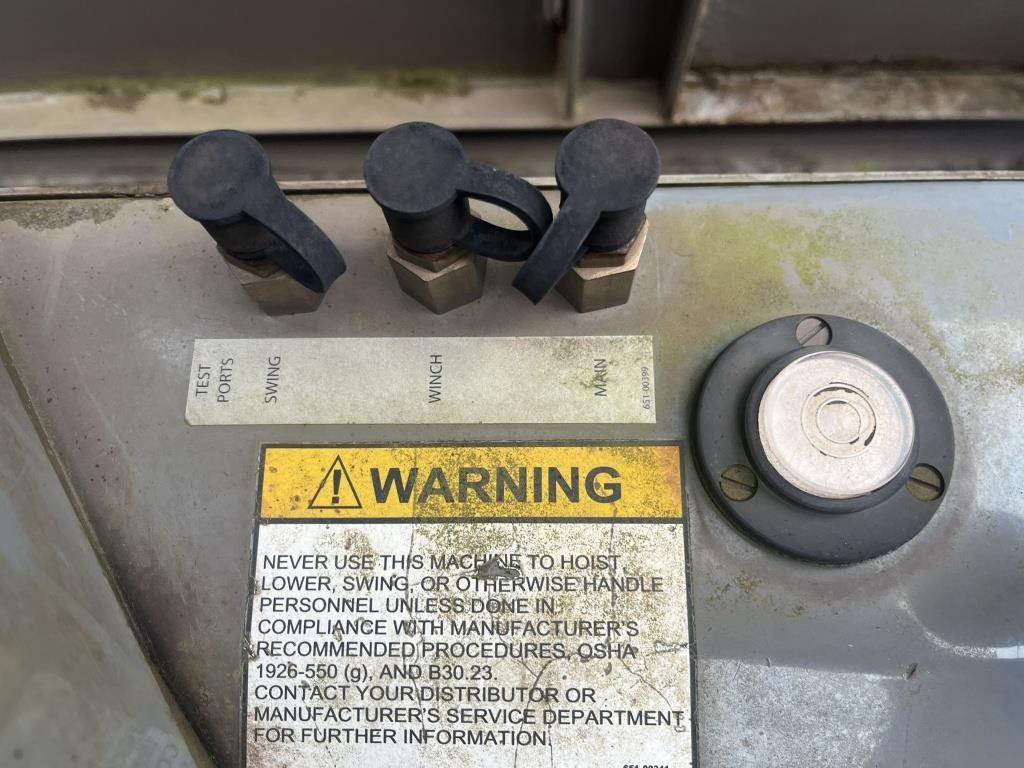 TEST
PORTS
SWING
WINCH
MAIN
651-00399
WARNING
NEVER USE THIS MACHINE TO HOIST,
LOWER, SWING, OR OTHERWISE HANDLE
PERSONNEL UNLESS DONE IN
COMPLIANCE WITH MANUFACTURER'S
RECOMMENDED PROCEDURES, OSHA
1926-550 (g), AND B30.23.
CONTACT YOUR DISTRIBUTOR OR
MANUFACTURER'S SERVICE DEPARTMENT
FOR FURTHER INFORMATION.